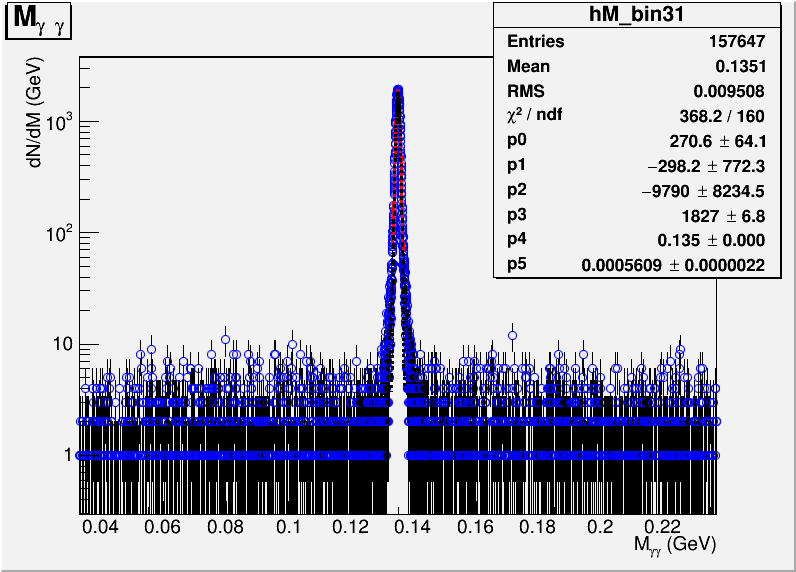 M γ γ
hM_bin31
Entries 157647
Mean 0.1351
RMS 0.009508
χ² / ndf 368.2 / 160
p0 270.6 ± 64.1
p1 −298.2 ± 772.3
p2 −9790 ± 8234.5
p3 1827 ± 6.8
p4 0.135 ± 0.000
p5 0.0005609 ± 0.0000022
dN/dM (GeV)
10³
10²
10
1
0.04 0.06 0.08 0.1 0.12 0.14 0.16 0.18 0.2 0.22
Mγγ (GeV)